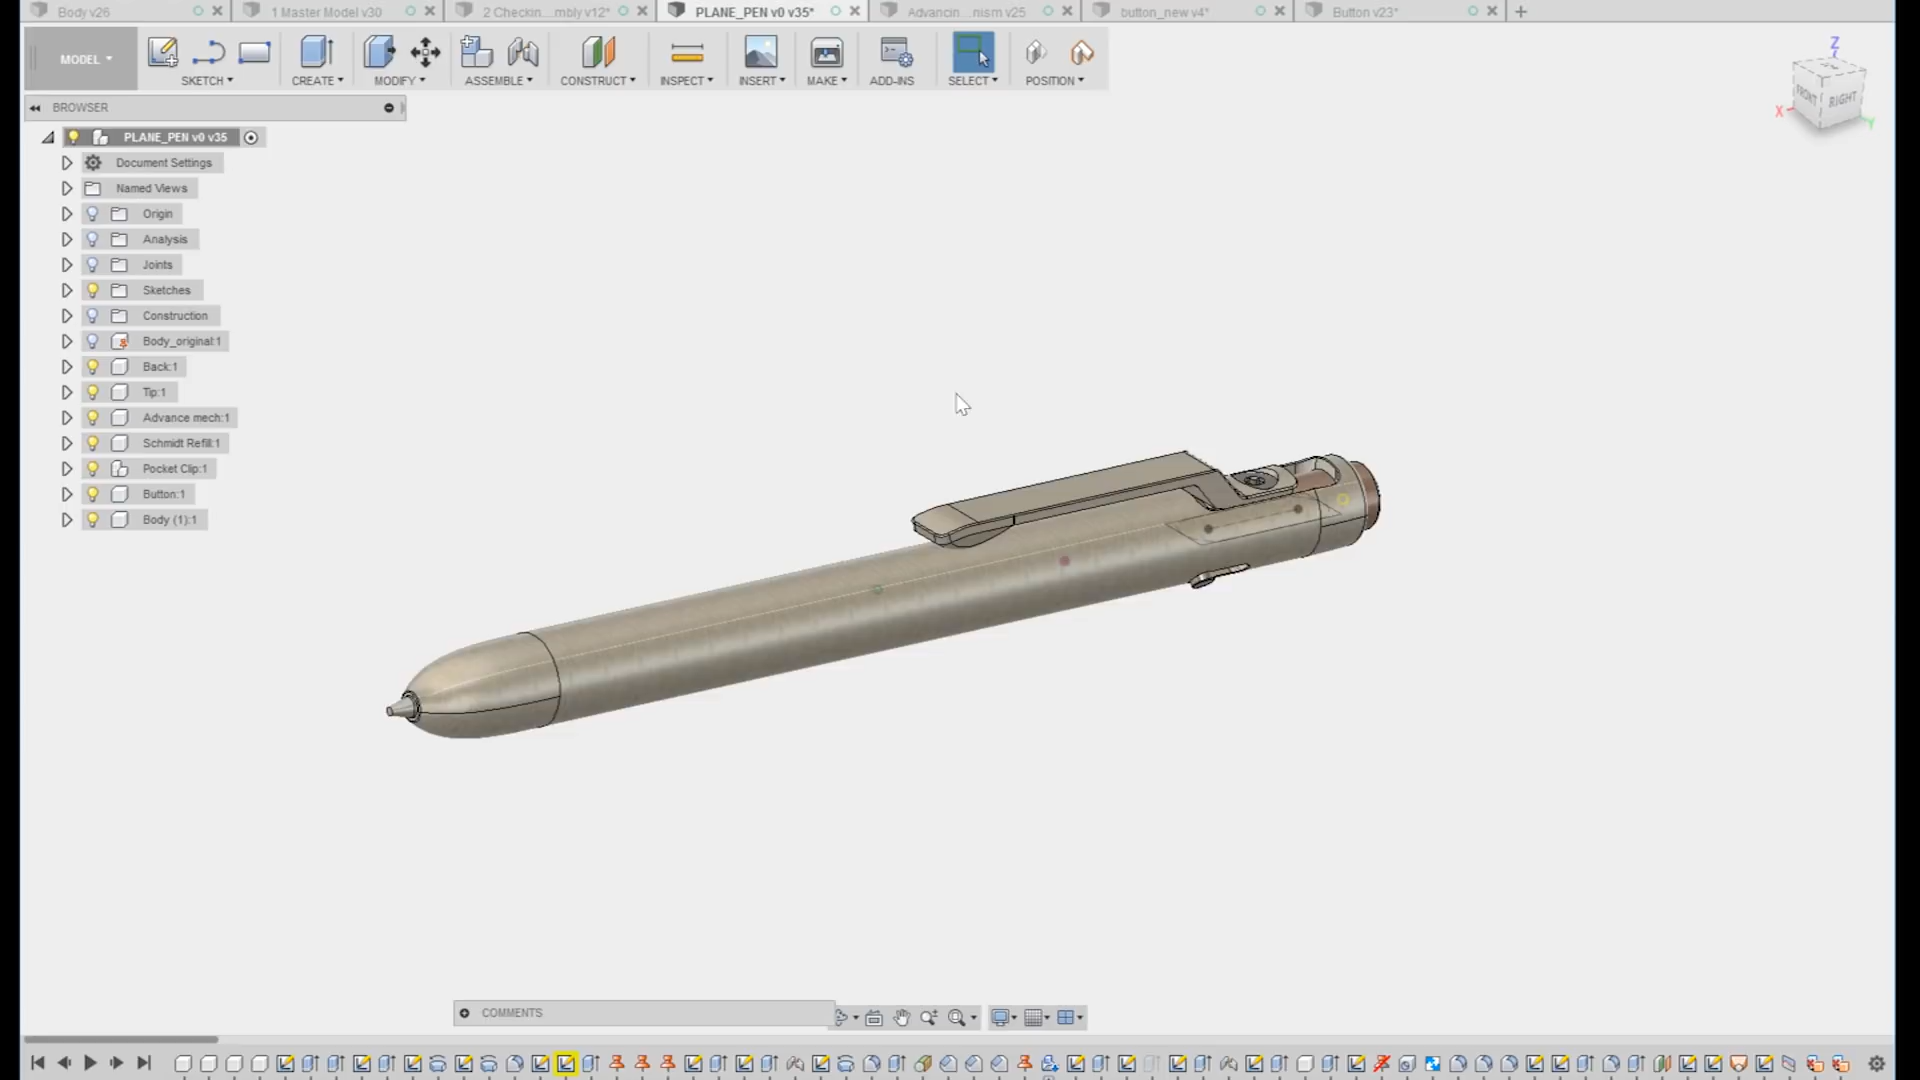 Body v26
1 Master Model v30
2 Checkin...mbly v12*
PLANE_PEN v0 v35*
Advancin...nism v25
button_new v4*
Button v23*
MODEL
SKETCH
CREATE
MODIFY
ASSEMBLE
CONSTRUCT
INSPECT
INSERT
MAKE
ADD-INS
SELECT
POSITION
Z
FRONT
RIGHT
X
Y
BROWSER
PLANE_PEN v0 v35
Document Settings
Named Views
Origin
Analysis
Joints
Sketches
Construction
Body_original:1
Back:1
Tip:1
Advance mech:1
Schmidt Refill:1
Pocket Clip:1
Button:1
Body (1):1
COMMENTS